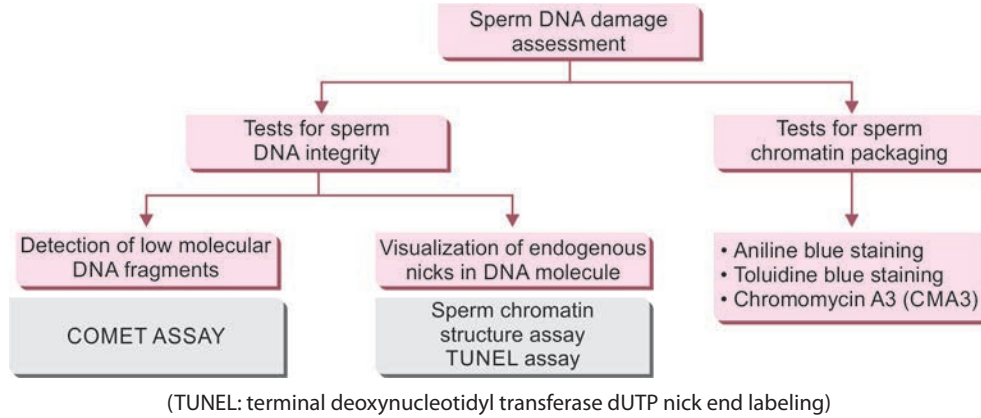 Sperm DNA damage
assessment
Tests for sperm
DNA integrity
Tests for sperm
chromatin packaging
Detection of low molecular
DNA fragments
Visualization of endogenous
nicks in DNA molecule
• Aniline blue staining
• Toluidine blue staining
• Chromomycin A3 (CMA3)
COMET ASSAY
Sperm chromatin
structure assay
TUNEL assay
(TUNEL: terminal deoxynucleotidyl transferase dUTP nick end labeling)